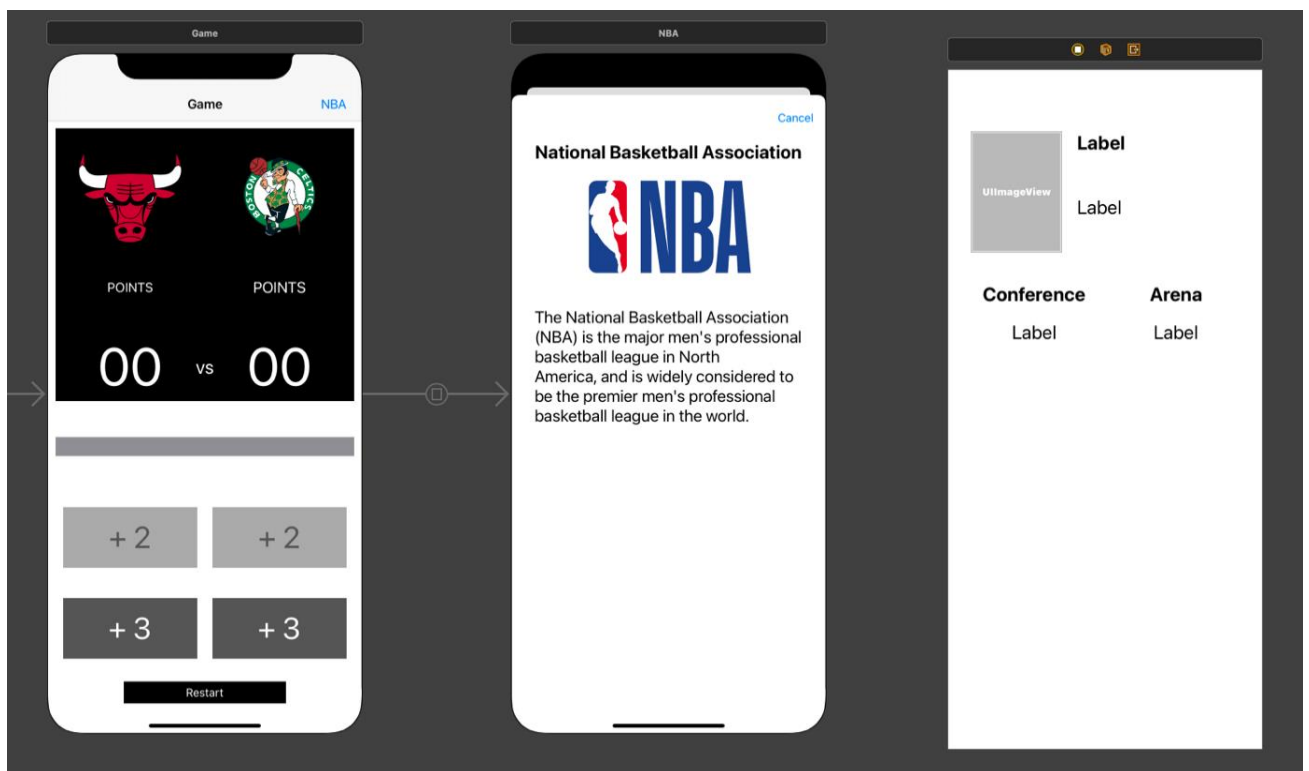 Game
Game
NBA
BOSTON
CELTICS
POINTS
POINTS
00
vs
00
+ 2
+ 2
+ 3
+ 3
Restart
NBA
Cancel
National Basketball Association
NBA
The National Basketball Association
(NBA) is the major men's professional
basketball league in North
America, and is widely considered to
be the premier men's professional
basketball league in the world.
UIImageView
Label
Label
Conference
Arena
Label
Label